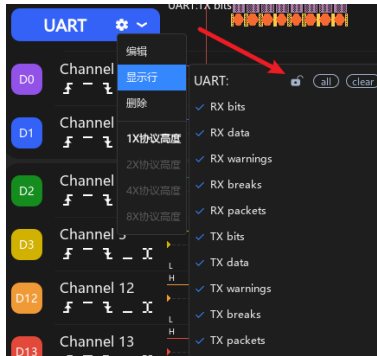 UART
UART:TX bits
编辑
显示行
删除
1X协议高度
2X协议高度
4X协议高度
8X协议高度
D0
Channel
D1
Channel
D2
Channel
D3
Channel
D12
Channel 12
D13
Channel 13
L
H
L
H
UART:
all
clear
RX bits
RX data
RX warnings
RX breaks
RX packets
TX bits
TX data
TX warnings
TX breaks
TX packets